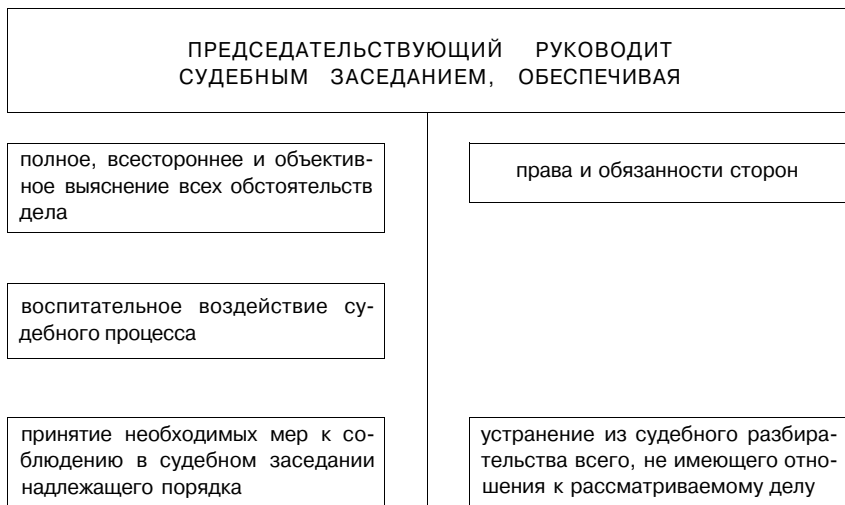 ПРЕДСЕДАТЕЛЬСТВУЮЩИЙ РУКОВОДИТ
СУДЕБНЫМ ЗАСЕДАНИЕМ, ОБЕСПЕЧИВАЯ
полное, всестороннее и объектив-
ное выяснение всех обстоятельств
дела
права и обязанности сторон
воспитательное воздействие су-
дебного процесса
принятие необходимых мер к со-
блюдению в судебном заседании
надлежащего порядка
устранение из судебного разбира-
тельства всего, не имеющего отно-
шения к рассматриваемому делу